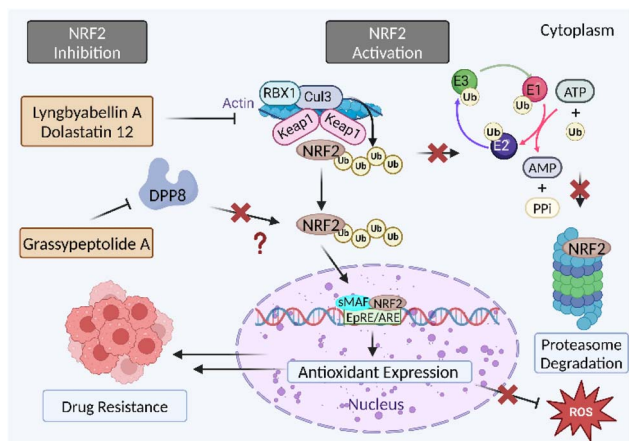 NRF2
Inhibition
NRF2
Activation
Cytoplasm
Lyngbyabellin A
Dolastatin 12
Actin
RBX1
Cul3
Keap1
Keap1
NRF2
Ub
Ub
Ub
Ub
E3
Ub
E1
Ub
Ub
E2
ATP
+
Ub
AMP
+
PPi
DPP8
Grassypeptolide A
?
NRF2
Ub
Ub
Ub
Ub
NRF2
Proteasome
Degradation
sMAF
NRF2
EpRE/ARE
Antioxidant Expression
Nucleus
Drug Resistance
ROS